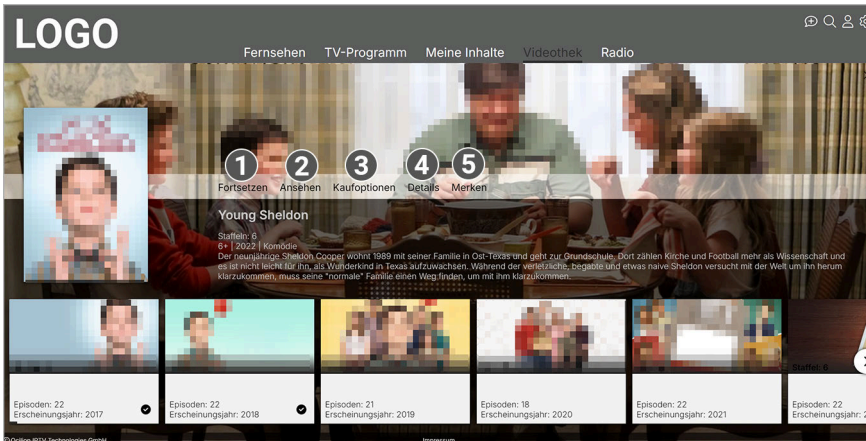 LOGO
Fernsehen TV-Programm Meine Inhalte Videothek Radio
1 2 3 4 5
Fortsetzen Ansehen Kaufoptionen Details Merken
Young Sheldon
Staffeln: 6
6+ | 2022 | Komödie
Der neunjährige Sheldon Cooper wohnt 1989 mit seiner Familie in Ost-Texas und geht zur Grundschule. Dort zählen Kirche und Football mehr als Wissenschaft und
es ist nicht leicht für ihn, als Wunderkind in Texas aufzuwachsen. Während der verletzliche, begabte und etwas naive Sheldon versucht mit der Welt um ihn herum
klarzukommen, muss seine "normale" Familie einen Weg finden, um mit ihm klarzukommen.
Staffel: 6
Episoden: 22
Erscheinungsjahr: 2017
Episoden: 22
Erscheinungsjahr: 2018
Episoden: 21
Erscheinungsjahr: 2019
Episoden: 18
Erscheinungsjahr: 2020
Episoden: 22
Erscheinungsjahr: 2021
Episoden: 22
Erscheinungsjahr: 2
© Ocilion IPTV Technologies GmbH
Impressum